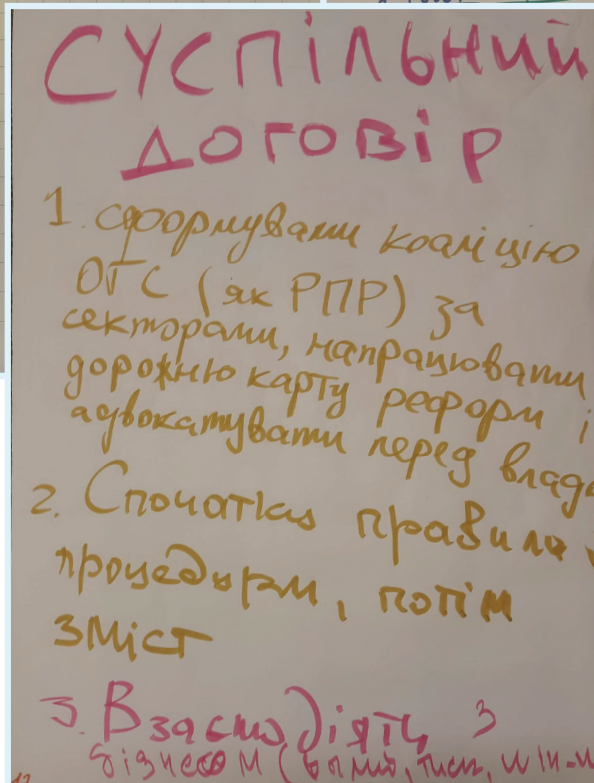 СУСПІЛЬНИЙ
ДОГОВІР
1. сформувати коаліцію
ОГС (як РПР) за
секторами, напрацювати
дорожню карту реформ і
адвокатувати перед влад
2. Спочатку правила
процедури, потім
зміст
3. Взаємодіяти з
бізнесом (